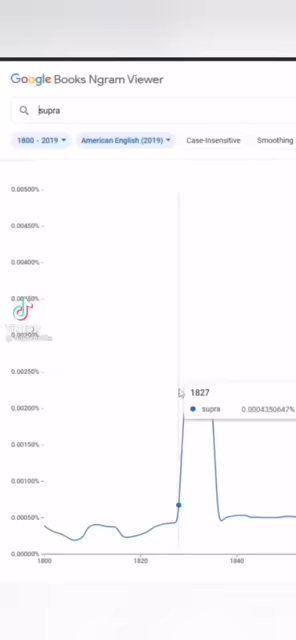 Google Books Ngram Viewer
supra
1800 - 2019 American English (2019) Case-Insensitive Smoothing
0.00500%
0.00450%
0.00400%
0.00250%
1827
supra 0.0004350647%
0.00200%
0.00150%
0.00100%
0.00050%
0.00000%
1800 1820 1840